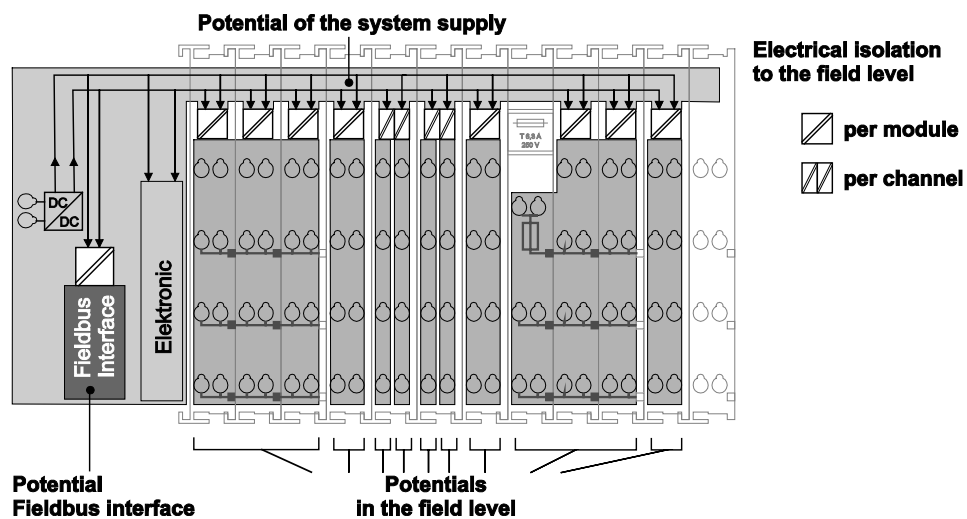 Potential of the system supply
Electrical isolation
to the field level
per module
per channel
T 6,3 A
250 V
DC
DC
Fieldbus
Interface
Elektronic
Potential
Fieldbus interface
Potentials
in the field level